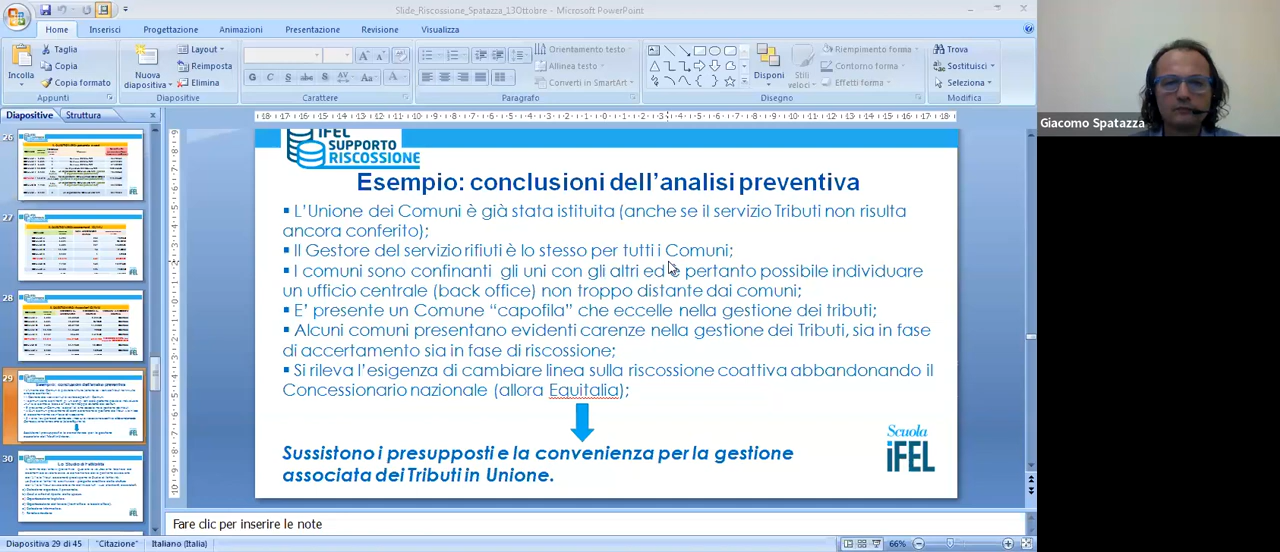 Slide_Riscossione_Spatazza_13Ottobre - Microsoft PowerPoint
Home Inserisci Progettazione Animazioni Presentazione Revisione Visualizza
Incolla
Taglia
Copia
Copia formato
Appunti
Nuova diapositiva
Layout
Reimposta
Elimina
Diapositive
Carattere
Orientamento testo
Allinea testo
Converti in SmartArt
Paragrafo
Disponi
Stili veloci
Riempimento forma
Contorno forma
Effetti forma
Disegno
Trova
Sostituisci
Seleziona
Modifica
Diapositive Struttura
26
27
28
29
30
IFEL
SUPPORTO
RISCOSSIONE
Esempio: conclusioni dell'analisi preventiva
▪ L'Unione dei Comuni è già stata istituita (anche se il servizio Tributi non risulta
ancora conferito);
▪ Il Gestore del servizio rifiuti è lo stesso per tutti i Comuni;
▪ I comuni sono confinanti gli uni con gli altri ed è pertanto possibile individuare
un ufficio centrale (back office) non troppo distante dai comuni;
▪ E' presente un Comune "capofila" che eccelle nella gestione dei tributi;
▪ Alcuni comuni presentano evidenti carenze nella gestione dei Tributi, sia in fase
di accertamento sia in fase di riscossione;
▪ Si rileva l'esigenza di cambiare linea sulla riscossione coattiva abbandonando il
Concessionario nazionale (allora Equitalia);
Sussistono i presupposti e la convenienza per la gestione
associata dei Tributi in Unione.
Scuola
IFEL
Fare clic per inserire le note
Diapositiva 29 di 45 "Citazione" Italiano (Italia) 66%
Giacomo Spatazza